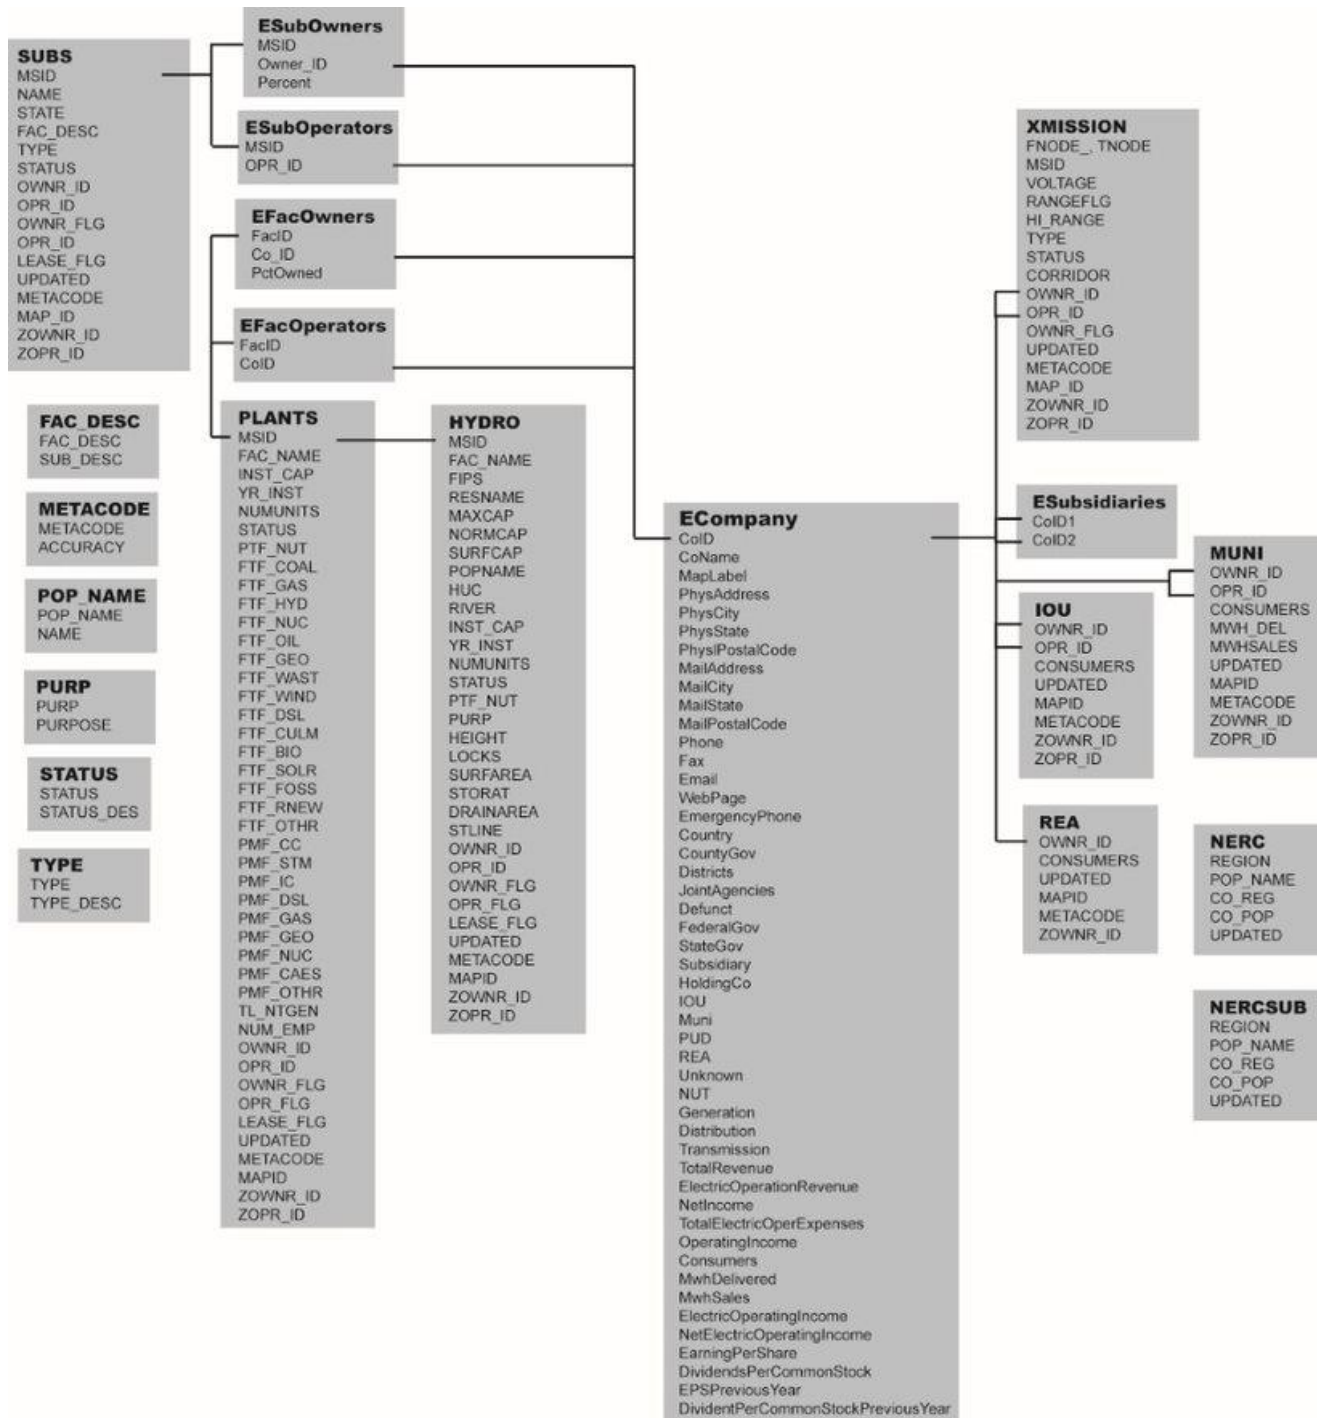 SUBS
MSID
NAME
STATE
FAC_DESC
TYPE
STATUS
OWNR_ID
OPR_ID
OWNR_FLG
OPR_ID
LEASE_FLG
UPDATED
METACODE
MAP_ID
ZOWNR_ID
ZOPR_ID
ESubOwners
MSID
Owner_ID
Percent
ESubOperators
MSID
OPR_ID
EFacOwners
FacID
Co_ID
PctOwned
EFacOperators
FacID
CoID
FAC_DESC
FAC_DESC
SUB_DESC
METACODE
METACODE
ACCURACY
POP_NAME
POP_NAME
NAME
PURP
PURP
PURPOSE
STATUS
STATUS
STATUS_DES
TYPE
TYPE
TYPE_DESC
PLANTS
MSID
FAC_NAME
INST_CAP
YR_INST
NUMUNITS
STATUS
PTF_NUT
FTF_COAL
FTF_GAS
FTF_HYD
FTF_NUC
FTF_OIL
FTF_GEO
FTF_WAST
FTF_WIND
FTF_DSL
FTF_CULM
FTF_BIO
FTF_SOLR
FTF_FOSS
FTF_RNEW
FTF_OTHR
PMF_CC
PMF_STM
PMF_IC
PMF_DSL
PMF_GAS
PMF_GEO
PMF_NUC
PMF_CAES
PMF_OTHR
TL_NTGEN
NUM_EMP
OWNR_ID
OPR_ID
OWNR_FLG
OPR_FLG
LEASE_FLG
UPDATED
METACODE
MAPID
ZOWNR_ID
ZOPR_ID
HYDRO
MSID
FAC_NAME
FIPS
RESNAME
MAXCAP
NORMCAP
SURFCAP
POPNAME
HUC
RIVER
INST_CAP
YR_INST
NUMUNITS
STATUS
PTF_NUT
PURP
HEIGHT
LOCKS
SURFAREA
STORAT
DRAINAREA
STLINE
OWNR_ID
OPR_ID
OWNR_FLG
OPR_FLG
LEASE_FLG
UPDATED
METACODE
MAPID
ZOWNR_ID
ZOPR_ID
ECompany
CoID
CoName
MapLabel
PhysAddress
PhysCity
PhysState
PhyslPostalCode
MailAddress
MailCity
MailState
MailPostalCode
Phone
Fax
Email
WebPage
EmergencyPhone
Country
CountyGov
Districts
JointAgencies
Defunct
FederalGov
StateGov
Subsidiary
HoldingCo
IOU
Muni
PUD
REA
Unknown
NUT
Generation
Distribution
Transmission
TotalRevenue
ElectricOperationRevenue
NetIncome
TotalElectricOperExpenses
OperatingIncome
Consumers
MwhDelivered
MwhSales
ElectricOperatingIncome
NetElectricOperatingIncome
EarningPerShare
DividendsPerCommonStock
EPSPreviousYear
DividentPerCommonStockPreviousYear
XMISSION
FNODE_, TNODE
MSID
VOLTAGE
RANGEFLG
HI_RANGE
TYPE
STATUS
CORRIDOR
OWNR_ID
OPR_ID
OWNR_FLG
UPDATED
METACODE
MAP_ID
ZOWNR_ID
ZOPR_ID
ESubsidiaries
CoID1
CoID2
IOU
OWNR_ID
OPR_ID
CONSUMERS
UPDATED
MAPID
METACODE
ZOWNR_ID
ZOPR_ID
REA
OWNR_ID
CONSUMERS
UPDATED
MAPID
METACODE
ZOWNR_ID
MUNI
OWNR_ID
OPR_ID
CONSUMERS
MWH_DEL
MWHSALES
UPDATED
MAPID
METACODE
ZOWNR_ID
ZOPR_ID
NERC
REGION
POP_NAME
CO_REG
CO_POP
UPDATED
NERCSUB
REGION
POP_NAME
CO_REG
CO_POP
UPDATED